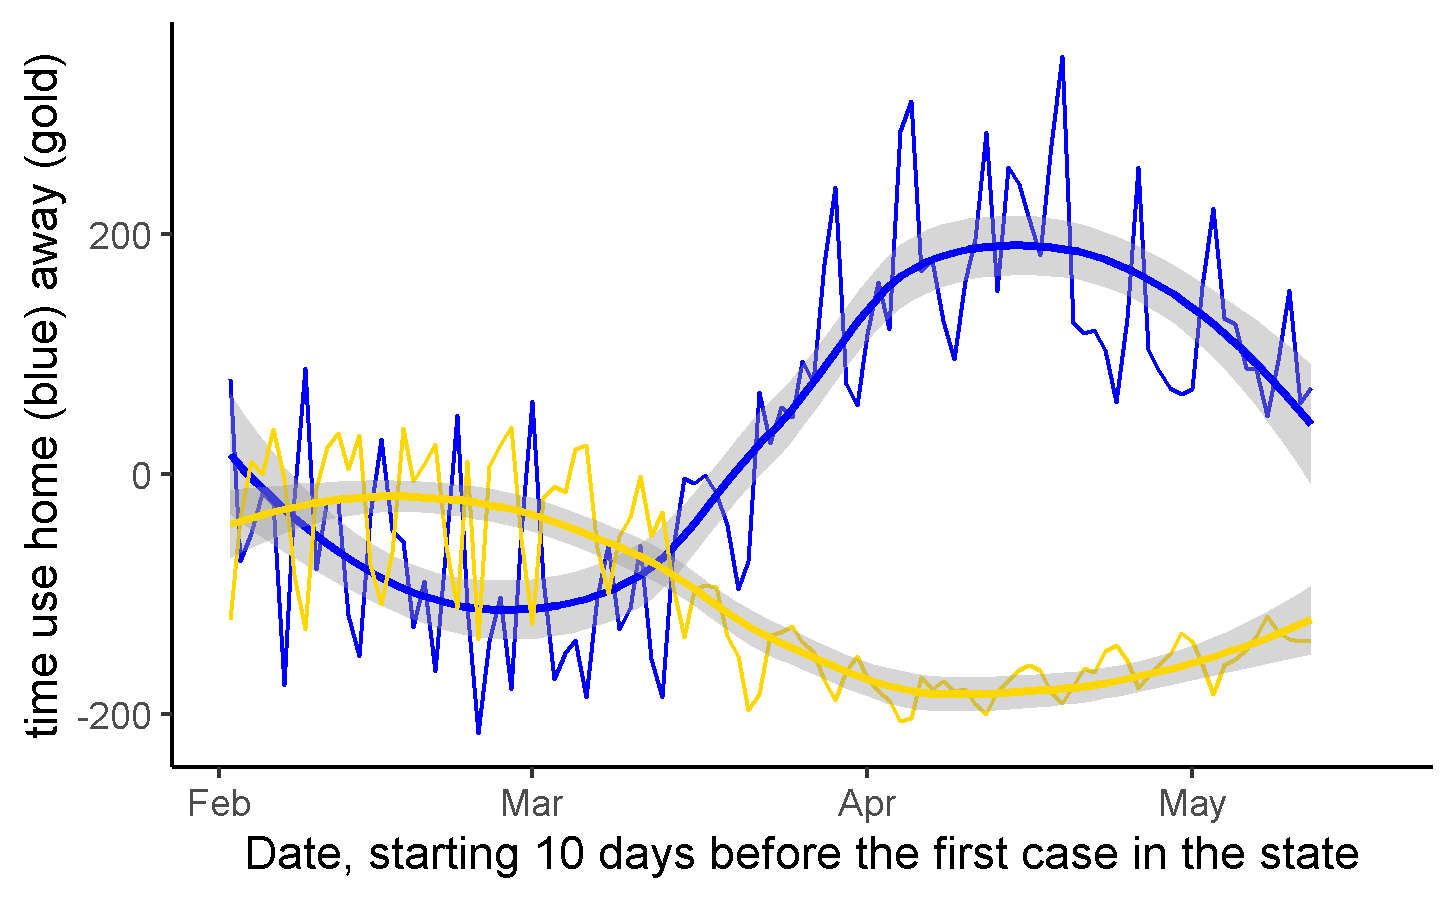 time use home (blue) away (gold)
200
0
-200
Feb
Mar
Apr
May
Date, starting 10 days before the first case in the state